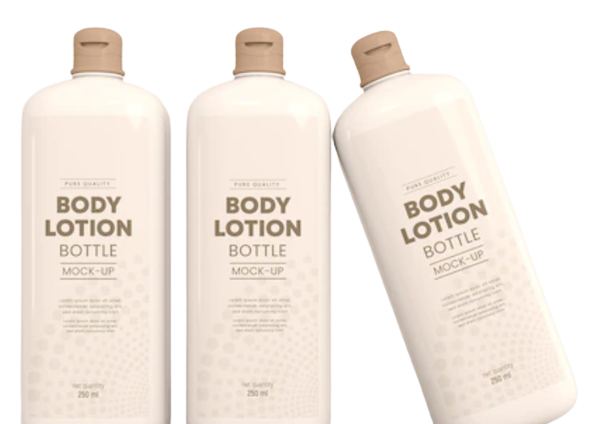 PURE QUALITY
BODY
LOTION
BOTTLE
MOCK-UP
net quantity
250 ml
PURE QUALITY
BODY
LOTION
BOTTLE
MOCK-UP
net quantity
250 ml
PURE QUALITY
BODY
LOTION
BOTTLE
MOCK-UP
net quantity
250 ml